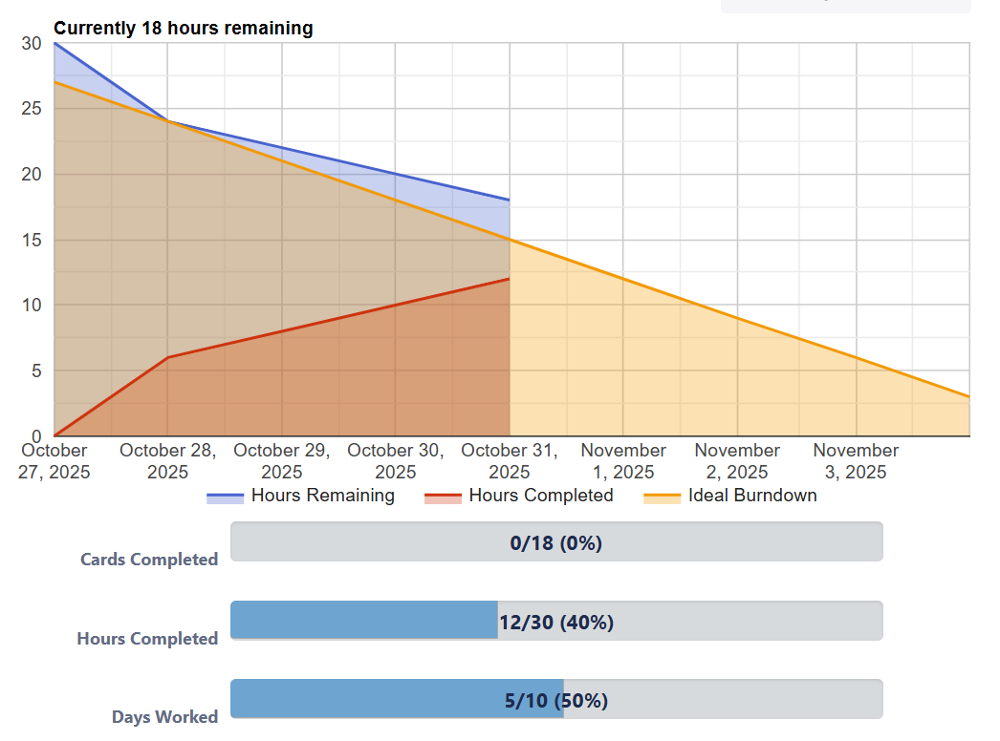 Currently 18 hours remaining
30
25
20
15
10
5
0
October
27, 2025
October 28,
2025
October 29,
2025
October 30,
2025
October 31,
2025
November
1, 2025
November
2, 2025
November
3, 2025
Hours Remaining
Hours Completed
Ideal Burndown
Cards Completed
0/18 (0%)
Hours Completed
12/30 (40%)
Days Worked
5/10 (50%)